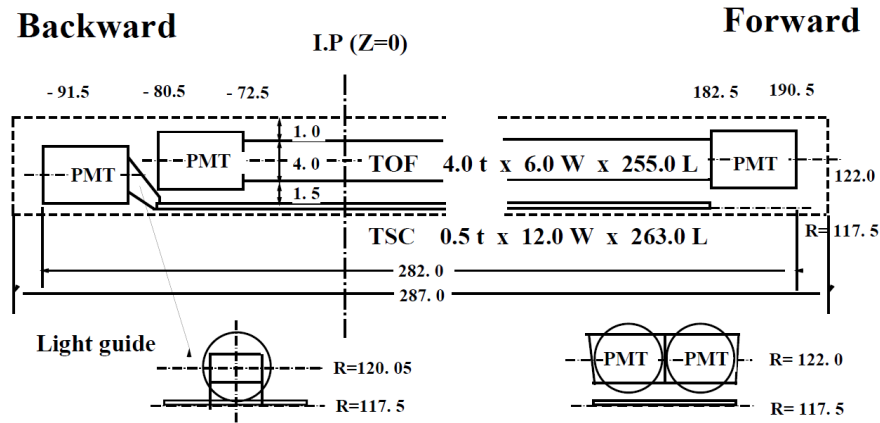 Backward
Forward
I.P (Z=0)
- 91.5
- 80.5
- 72.5
182. 5
190. 5
1. 0
PMT
PMT
4.0
TOF 4.0 t x 6.0 W x 255.0 L
PMT
122.0
1. 5
TSC 0.5 t x 12.0 W x 263.0 L
R= 117.5
282. 0
287. 0
Light guide
R=120.05
R=117.5
PMT
PMT
R= 122. 0
R= 117. 5